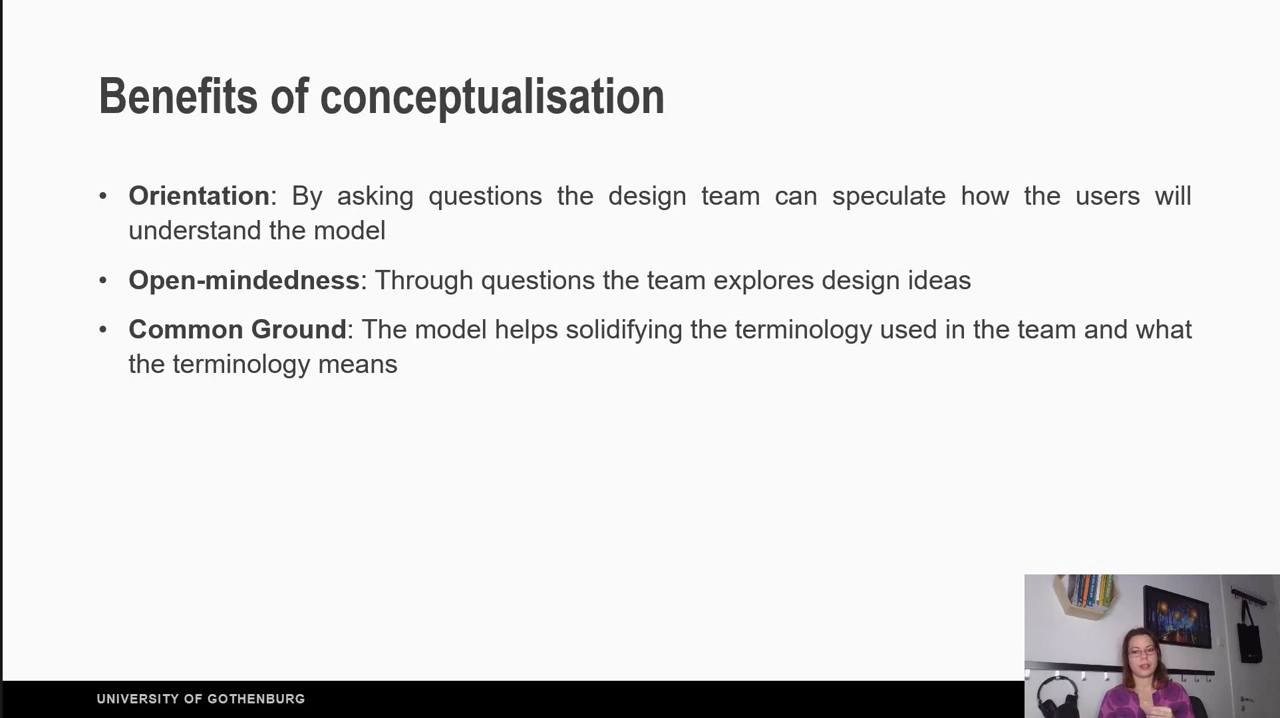 Benefits of conceptualisation
• Orientation: By asking questions the design team can speculate how the users will
understand the model
• Open-mindedness: Through questions the team explores design ideas
• Common Ground: The model helps solidifying the terminology used in the team and what
the terminology means
UNIVERSITY OF GOTHENBURG